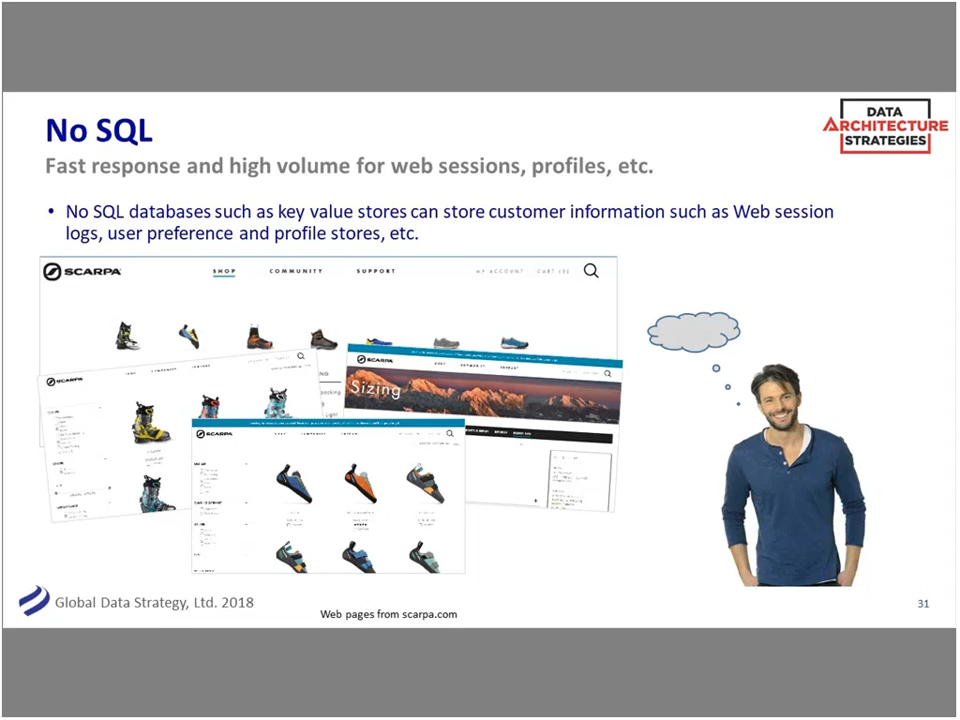 No SQL
DATA
ARCHITECTURE
STRATEGIES
Fast response and high volume for web sessions, profiles, etc.
• No SQL databases such as key value stores can store customer information such as Web session
logs, user preference and profile stores, etc.
SCARPA
SHOP COMMUNITY SUPPORT MY ACCOUNT CART (0)
SCARPA
SCARPA
Sizing
SCARPA
Global Data Strategy, Ltd. 2018
Web pages from scarpa.com
31